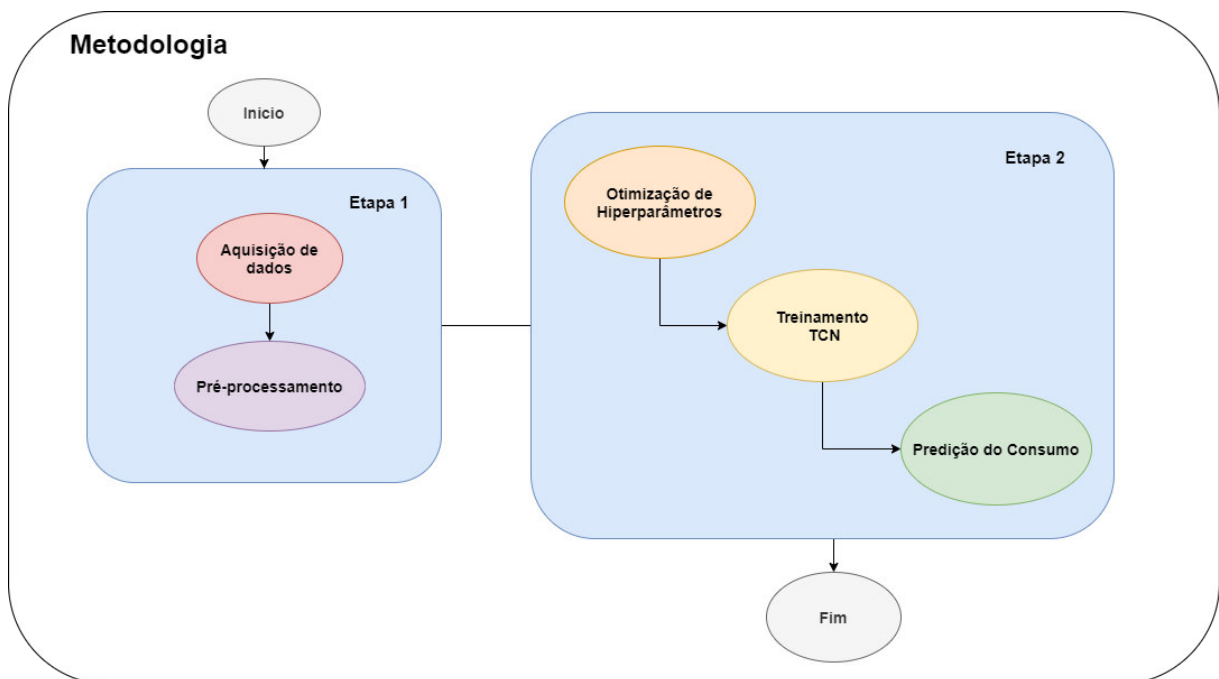 Metodologia
Inicio
Etapa 1
Aquisição de
dados
Pré-processamento
Etapa 2
Otimização de
Hiperparâmetros
Treinamento
TCN
Predição do Consumo
Fim